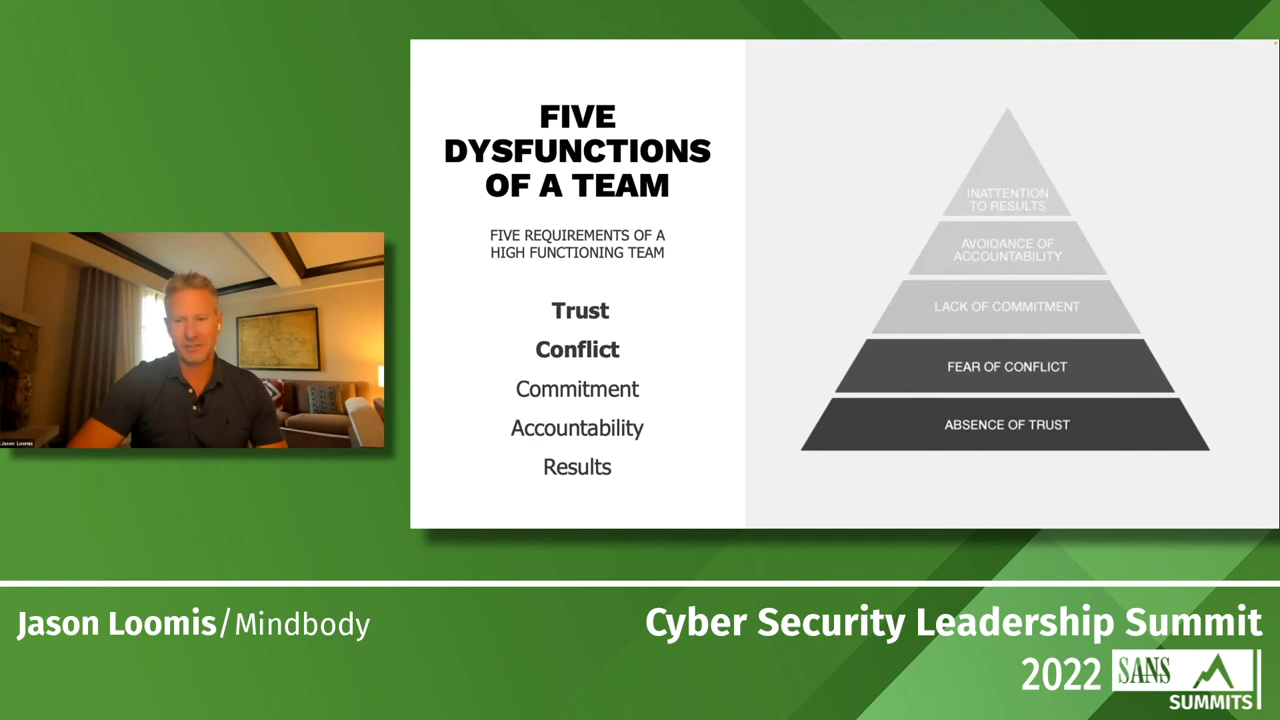 FIVE
DYSFUNCTIONS
OF A TEAM
FIVE REQUIREMENTS OF A
HIGH FUNCTIONING TEAM
Trust
Conflict
Commitment
Accountability
Results
INATTENTION
TO RESULTS
AVOIDANCE OF
ACCOUNTABILITY
LACK OF COMMITMENT
FEAR OF CONFLICT
ABSENCE OF TRUST
Jason Loomis
Jason Loomis/Mindbody
Cyber Security Leadership Summit
2022 SANS
SUMMITS